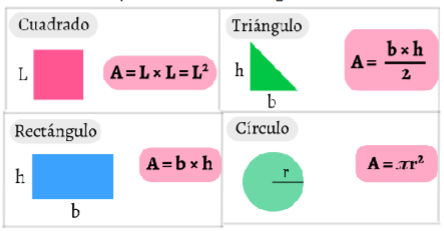 Cuadrado
L
A = L × L = L²
Triángulo
h
b
A = b × h / 2
Rectángulo
h
b
A = b × h
Círculo
r
A = πr²